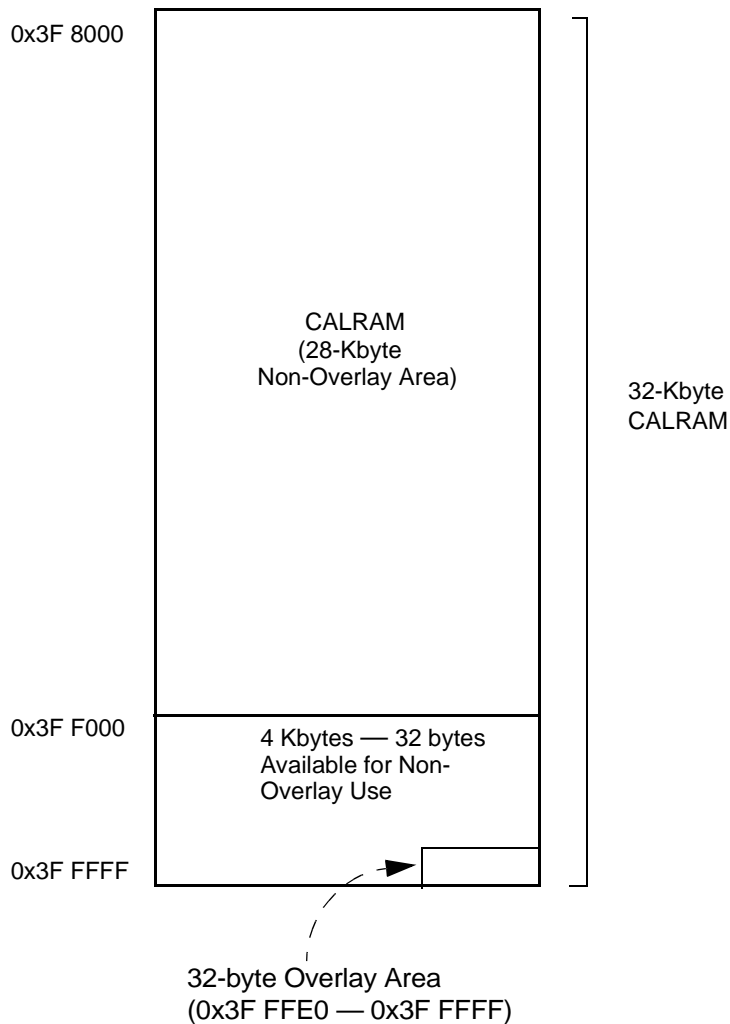 0x3F 8000
CALRAM
(28-Kbyte
Non-Overlay Area)
32-Kbyte
CALRAM
0x3F F000
4 Kbytes — 32 bytes
Available for Non-
Overlay Use
0x3F FFFF
32-byte Overlay Area
(0x3F FFE0 — 0x3F FFFF)